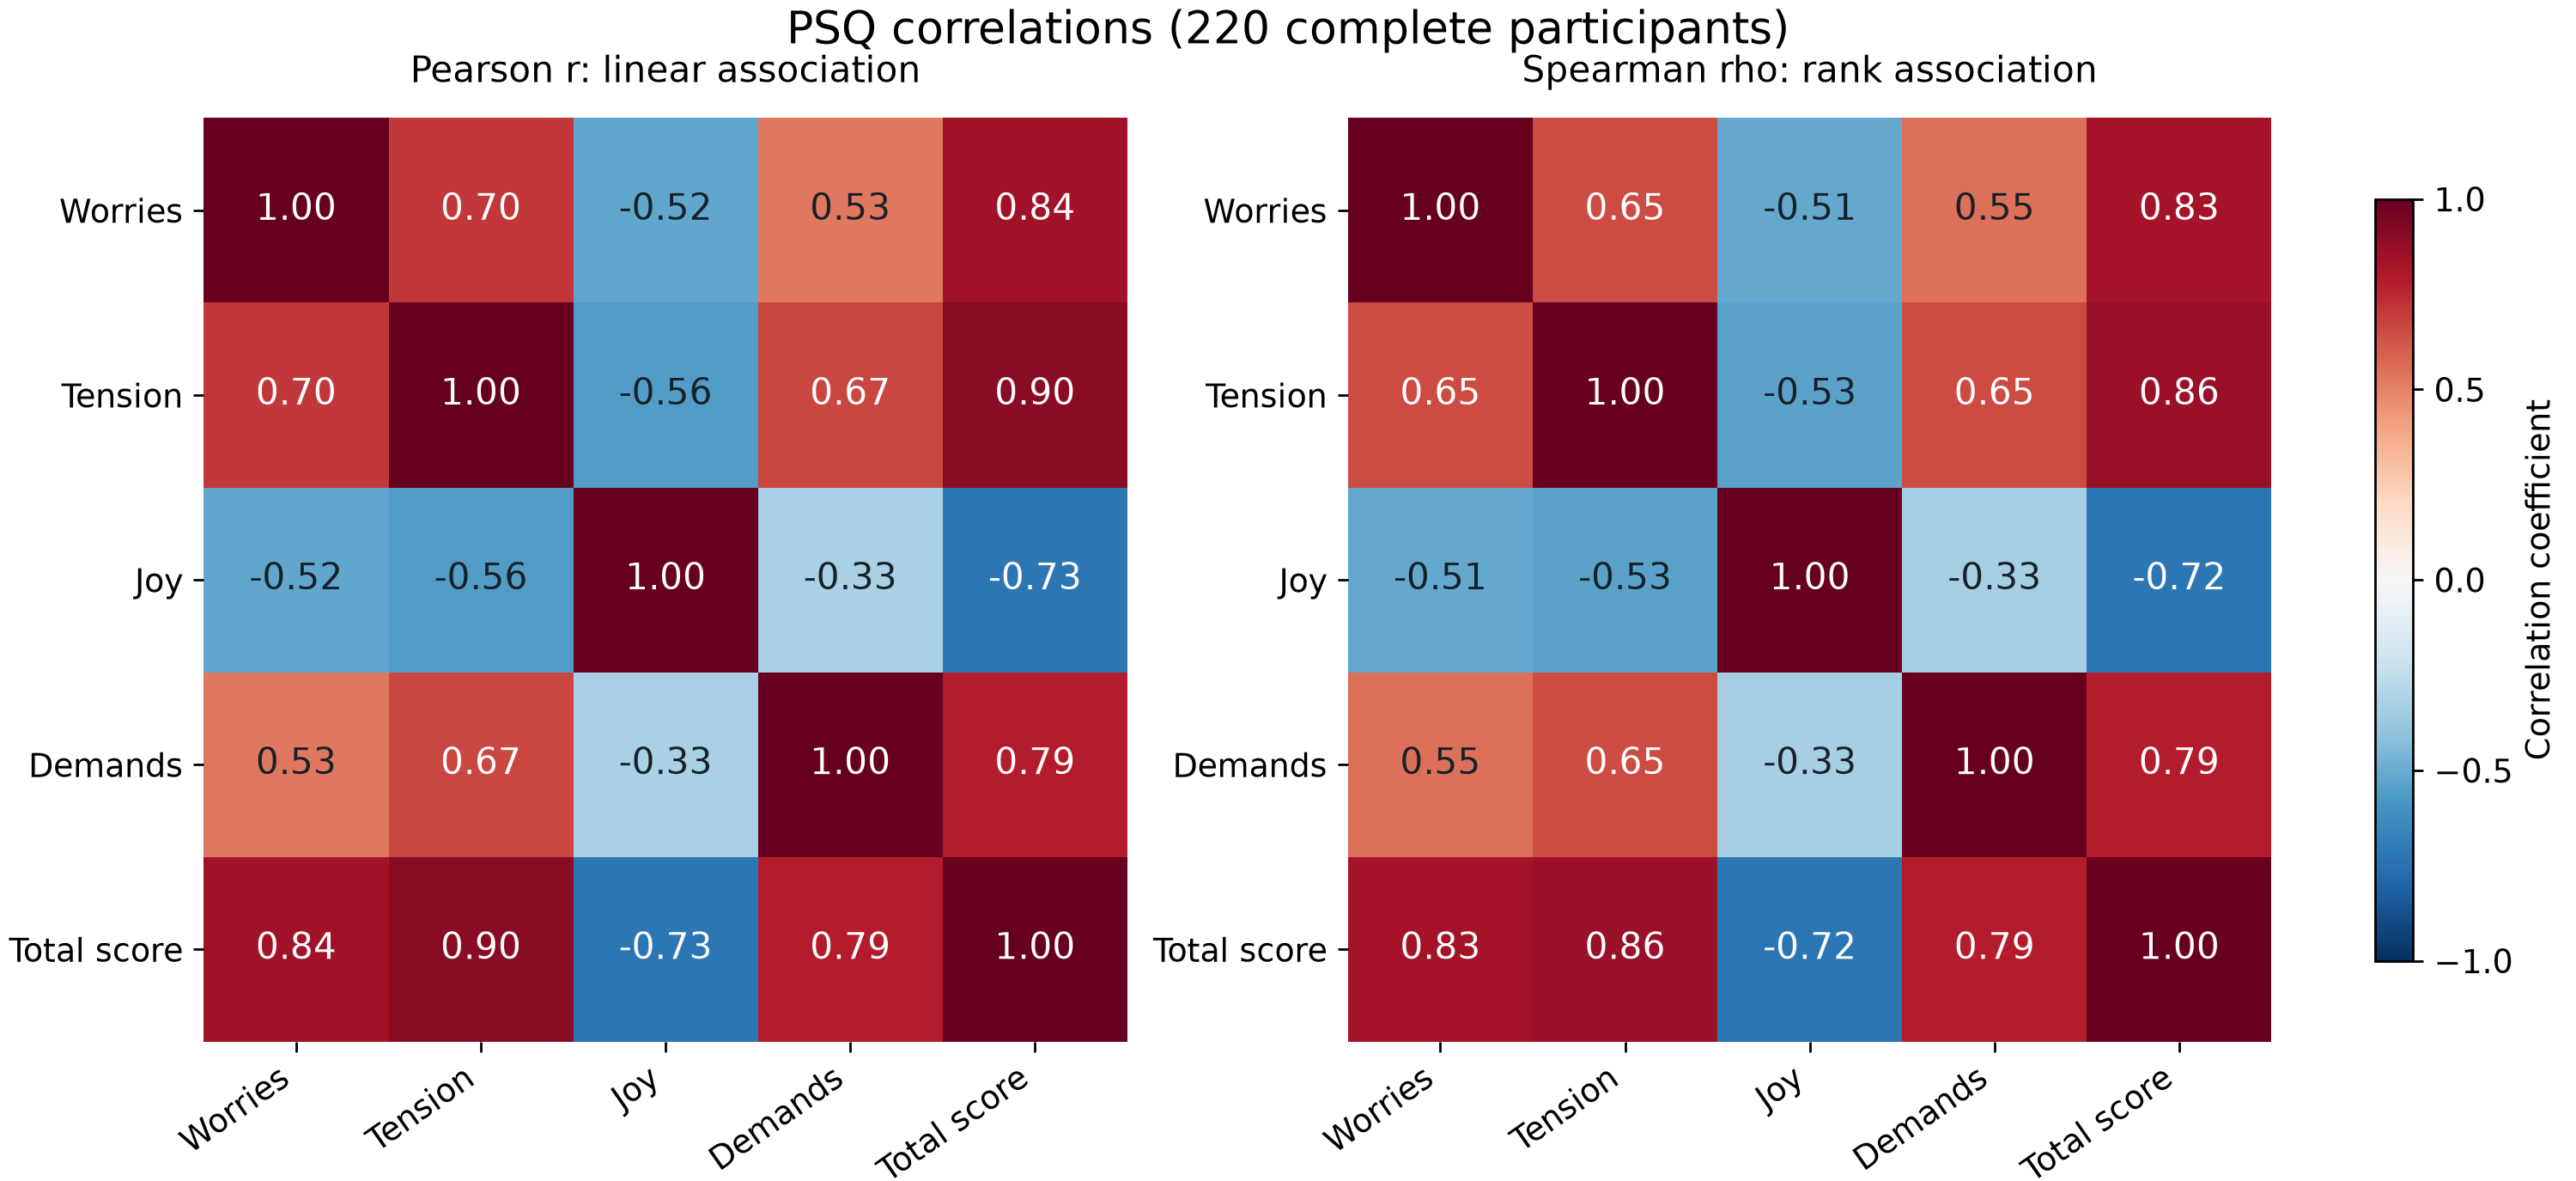 PSQ correlations (220 complete participants)
Pearson r: linear association
Worries 1.00 0.70 -0.52 0.53 0.84
Tension 0.70 1.00 -0.56 0.67 0.90
Joy -0.52 -0.56 1.00 -0.33 -0.73
Demands 0.53 0.67 -0.33 1.00 0.79
Total score 0.84 0.90 -0.73 0.79 1.00
Worries Tension Joy Demands Total score
Spearman rho: rank association
Worries 1.00 0.65 -0.51 0.55 0.83
Tension 0.65 1.00 -0.53 0.65 0.86
Joy -0.51 -0.53 1.00 -0.33 -0.72
Demands 0.55 0.65 -0.33 1.00 0.79
Total score 0.83 0.86 -0.72 0.79 1.00
Worries Tension Joy Demands Total score
1.0
0.5
0.0
−0.5
−1.0
Correlation coefficient